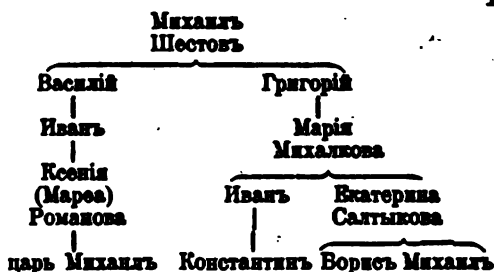 Михаилъ
Шестовъ
Василій Григорій
Иванъ Марія
Михалкова
Ксенія
(Марѳа) Иванъ Екатерина
Романова Салтыкова
царь Михаилъ Константинъ Борисъ Михаилъ